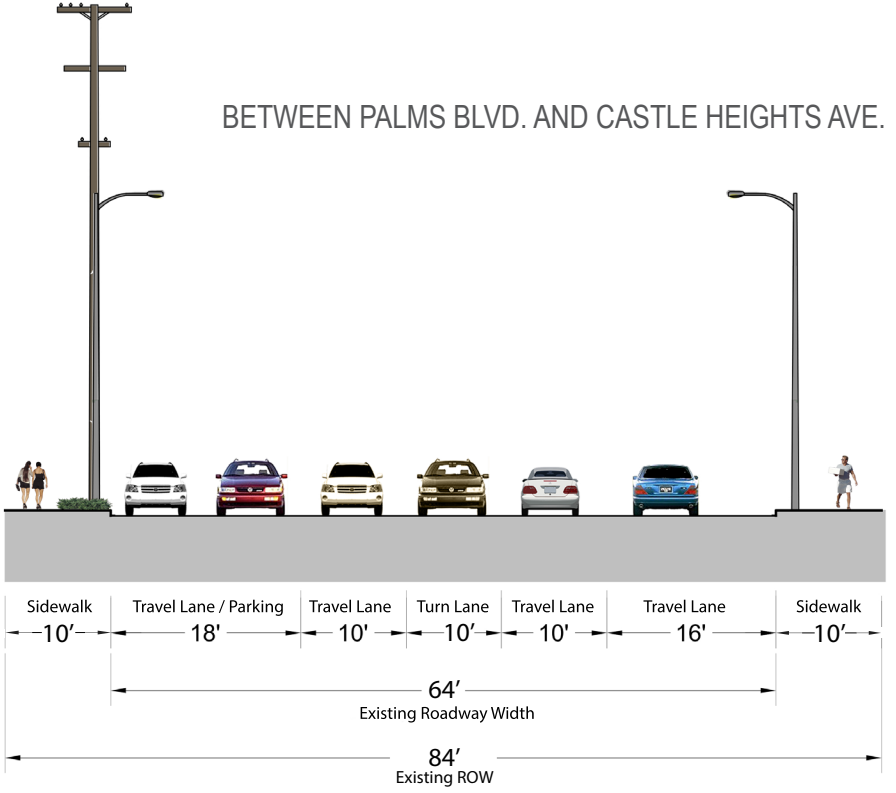 BETWEEN PALMS BLVD. AND CASTLE HEIGHTS AVE.
Sidewalk Travel Lane / Parking Travel Lane Turn Lane Travel Lane Travel Lane Sidewalk
10’ 18' 10' 10’ 10' 16' 10’
64’
Existing Roadway Width
84’
Existing ROW